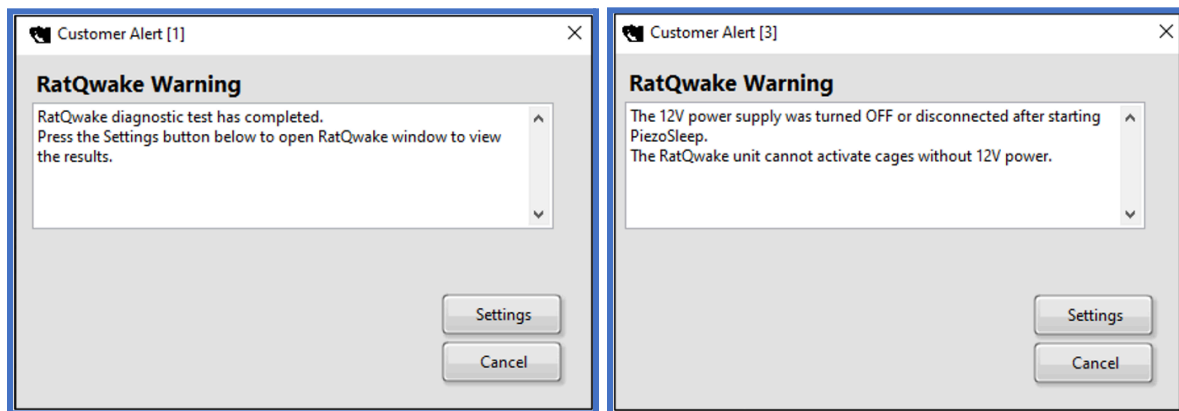 Customer Alert [1]
RatQwake Warning
RatQwake diagnostic test has completed.
Press the Settings button below to open RatQwake window to view
the results.
Settings
Cancel
Customer Alert [3]
RatQwake Warning
The 12V power supply was turned OFF or disconnected after starting
PiezoSleep.
The RatQwake unit cannot activate cages without 12V power.
Settings
Cancel